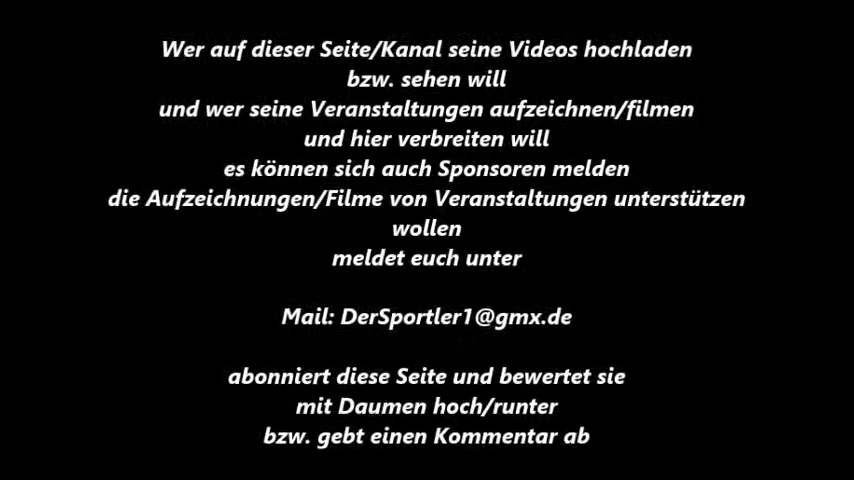 Wer auf dieser Seite/Kanal seine Videos hochladen
bzw. sehen will
und wer seine Veranstaltungen aufzeichnen/filmen
und hier verbreiten will
es können sich auch Sponsoren melden
die Aufzeichnungen/Filme von Veranstaltungen unterstützen
wollen
meldet euch unter
Mail: DerSportler1@gmx.de
abonniert diese Seite und bewertet sie
mit Daumen hoch/runter
bzw. gebt einen Kommentar ab